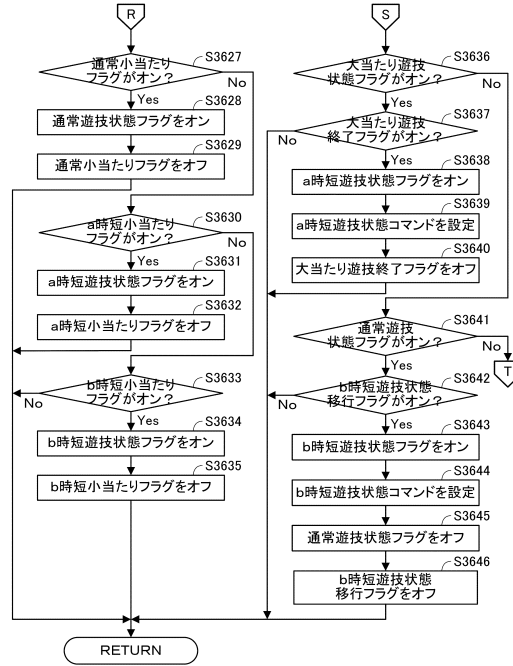 R
通常小当たり
フラグがオン？
S3627
No
Yes
S3628
通常遊技状態フラグをオン
S3629
通常小当たりフラグをオフ
a時短小当たり
フラグがオン？
S3630
No
Yes
S3631
a時短遊技状態フラグをオン
S3632
a時短小当たりフラグをオフ
b時短小当たり
フラグがオン？
S3633
No
Yes
S3634
b時短遊技状態フラグをオン
S3635
b時短小当たりフラグをオフ
RETURN
S
大当たり遊技
状態フラグがオン？
S3636
No
Yes
大当たり遊技
終了フラグがオン？
S3637
No
Yes
S3638
a時短遊技状態フラグをオン
S3639
a時短遊技状態コマンドを設定
S3640
大当たり遊技終了フラグをオフ
通常遊技
状態フラグがオン？
S3641
No
T
Yes
b時短遊技状態
移行フラグがオン？
S3642
No
Yes
S3643
b時短遊技状態フラグをオン
S3644
b時短遊技状態コマンドを設定
S3645
通常遊技状態フラグをオフ
S3646
b時短遊技状態
移行フラグをオフ